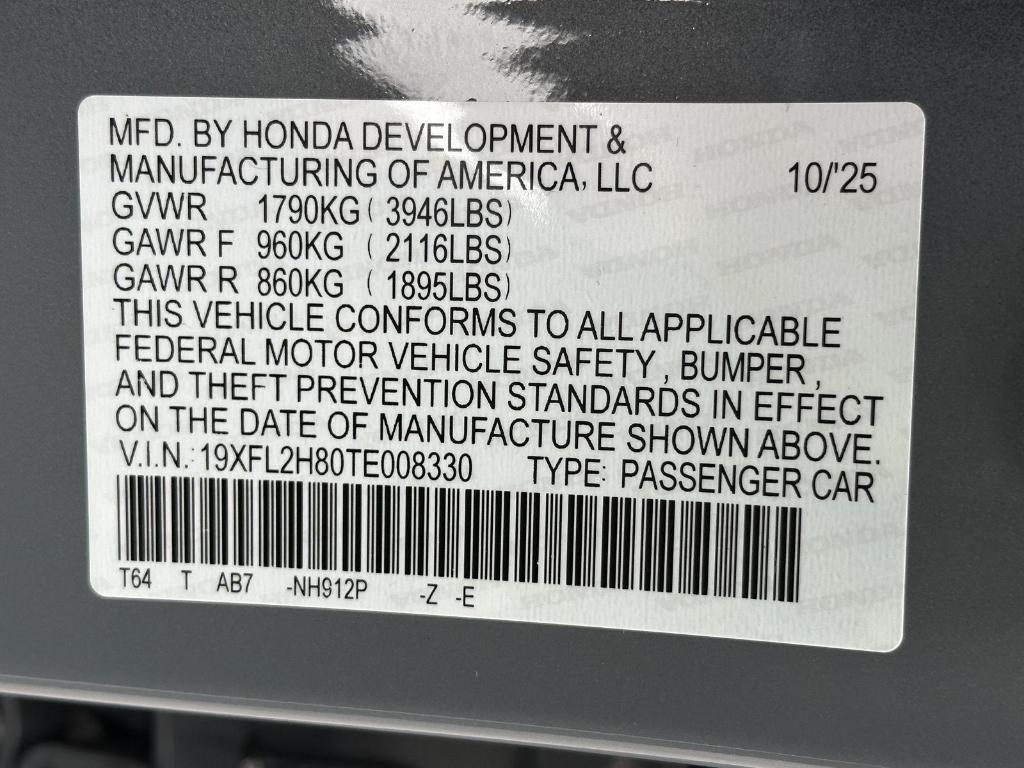 MFD. BY HONDA DEVELOPMENT &
MANUFACTURING OF AMERICA, LLC 10/'25
GVWR 1790KG ( 3946LBS)
GAWR F 960KG ( 2116LBS)
GAWR R 860KG ( 1895LBS)
THIS VEHICLE CONFORMS TO ALL APPLICABLE
FEDERAL MOTOR VEHICLE SAFETY , BUMPER ,
AND THEFT PREVENTION STANDARDS IN EFFECT
ON THE DATE OF MANUFACTURE SHOWN ABOVE.
V.I.N. : 19XFL2H80TE008330 TYPE: PASSENGER CAR
T64 T AB7 -NH912P -Z -E